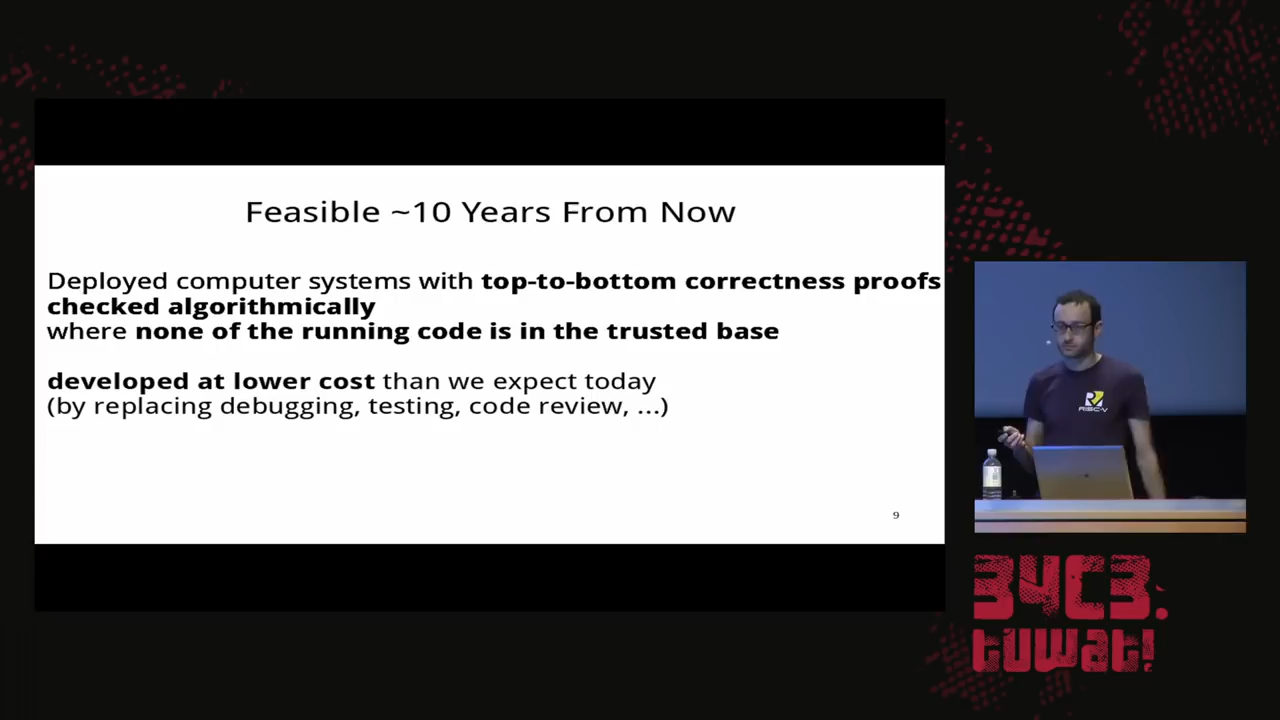 Feasible ~10 Years From Now
Deployed computer systems with top-to-bottom correctness proofs
checked algorithmically
where none of the running code is in the trusted base
developed at lower cost than we expect today
(by replacing debugging, testing, code review, ...)
9
RISC-V
34C3.
tuwat!